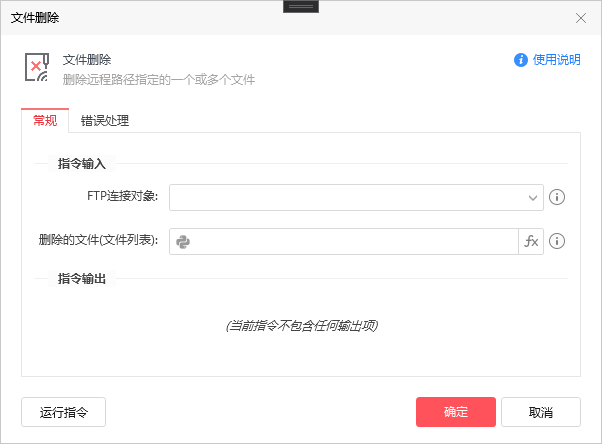 文件删除
文件删除
使用说明
删除远程路径指定的一个或多个文件
常规
错误处理
指令输入
FTP连接对象:
删除的文件(文件列表):
fx
指令输出
(当前指令不包含任何输出项)
运行指令
确定
取消